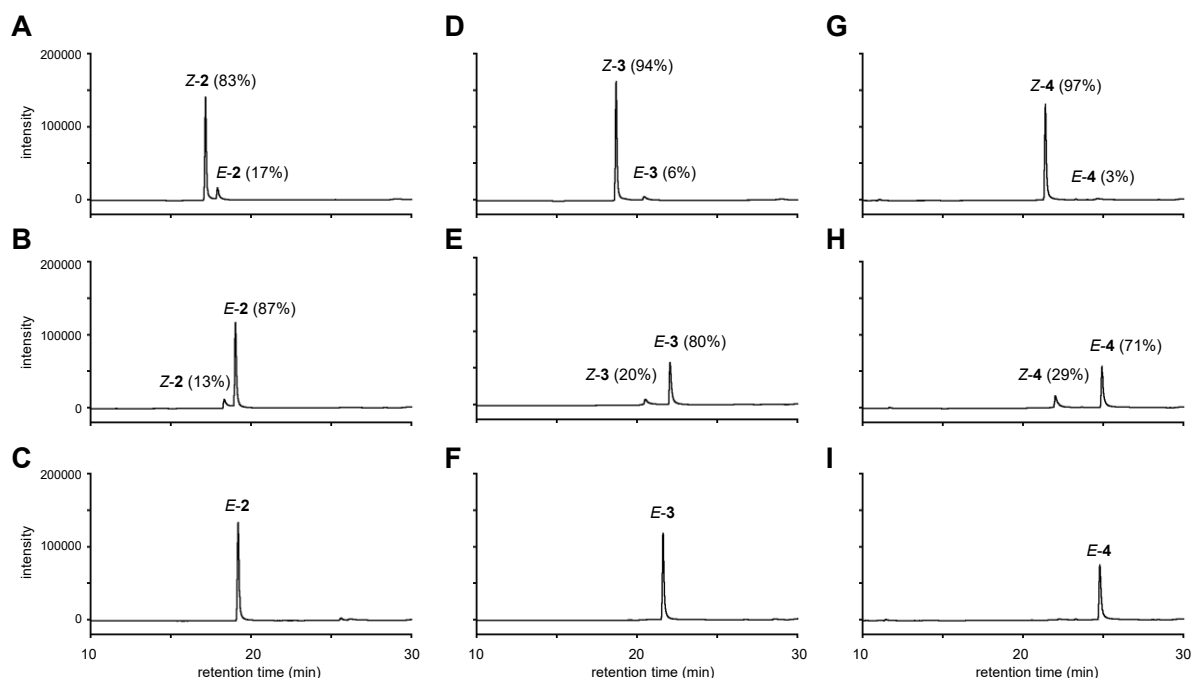 A
D
G
200000
100000
0
intensity
Z-2 (83%)
E-2 (17%)
Z-3 (94%)
E-3 (6%)
Z-4 (97%)
E-4 (3%)
B
E
H
200000
100000
0
intensity
E-2 (87%)
Z-2 (13%)
E-3 (80%)
Z-3 (20%)
E-4 (71%)
Z-4 (29%)
C
F
I
200000
100000
0
intensity
E-2
E-3
E-4
10 20 30
10 20 30
10 20 30
retention time (min)
retention time (min)
retention time (min)